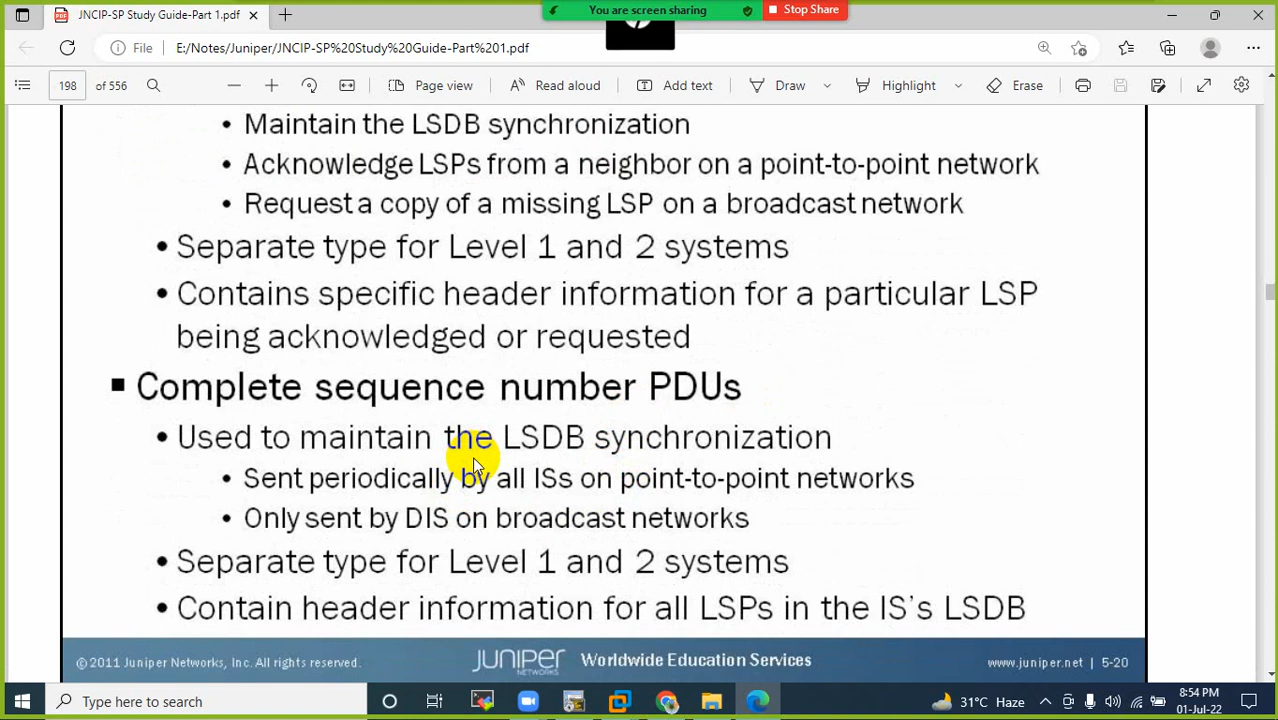 JNCIP-SP Study Guide-Part 1.pdf
You are screen sharing
Stop Share
File
E:/Notes/Juniper/JNCIP-SP%20Study%20Guide-Part%201.pdf
198 of 556
Page view
Read aloud
Add text
Draw
Highlight
Erase
• Maintain the LSDB synchronization
• Acknowledge LSPs from a neighbor on a point-to-point network
• Request a copy of a missing LSP on a broadcast network
• Separate type for Level 1 and 2 systems
• Contains specific header information for a particular LSP
being acknowledged or requested
■ Complete sequence number PDUs
• Used to maintain the LSDB synchronization
• Sent periodically by all ISs on point-to-point networks
• Only sent by DIS on broadcast networks
• Separate type for Level 1 and 2 systems
• Contain header information for all LSPs in the IS's LSDB
© 2011 Juniper Networks, Inc. All rights reserved.
JUNIPER NETWORKS
Worldwide Education Services
www.juniper.net | 5-20
Type here to search
31°C Haze
8:54 PM
01-Jul-22